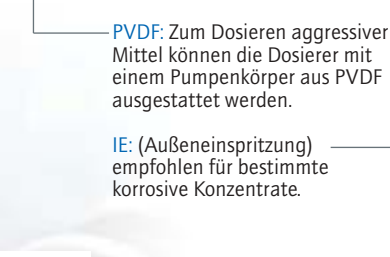 PVDF: Zum Dosieren aggressiver
Mittel können die Dosierer mit
einem Pumpenkörper aus PVDF
ausgestattet werden.
IE: (Außeneinspritzung)
empfohlen für bestimmte
korrosive Konzentrate.